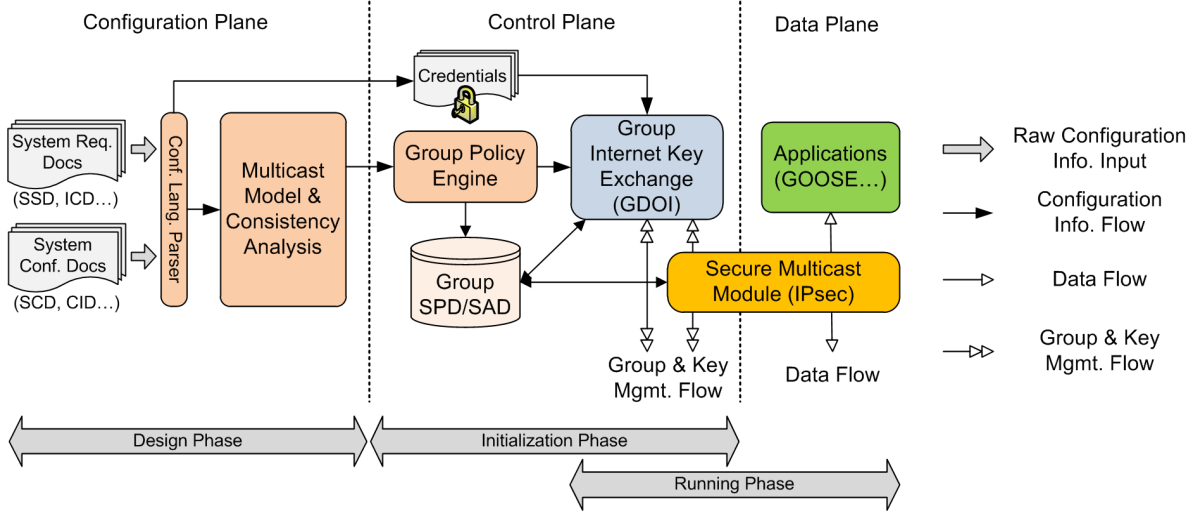 Configuration Plane
Control Plane
Data Plane
Credentials
System Req.
Docs
(SSD, ICD…)
System
Conf. Docs
(SCD, CID…)
Conf. Lang. Parser
Multicast
Model &
Consistency
Analysis
Group Policy
Engine
Group
Internet Key
Exchange
(GDOI)
Group
SPD/SAD
Applications
(GOOSE…)
Secure Multicast
Module (IPsec)
Group & Key
Mgmt. Flow
Data Flow
Raw Configuration
Info. Input
Configuration
Info. Flow
Data Flow
Group & Key
Mgmt. Flow
Design Phase
Initialization Phase
Running Phase